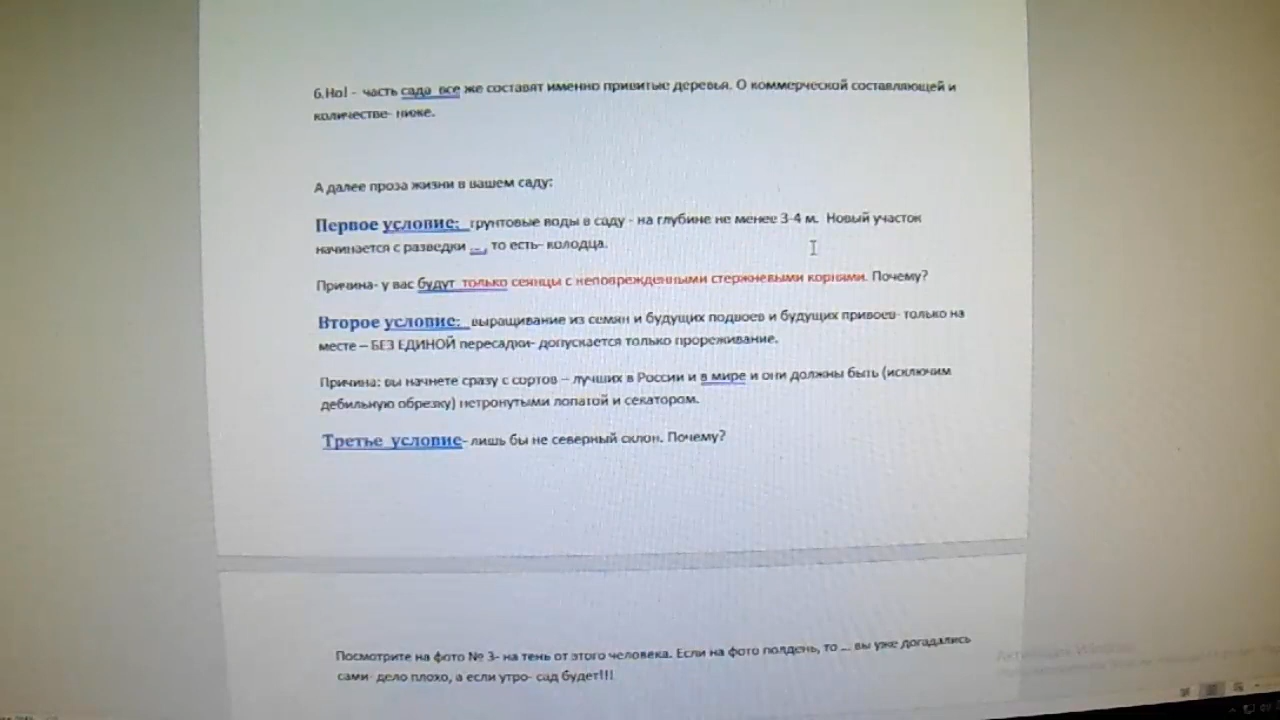 6.Но! - часть сада все же составят именно привитые деревья. О коммерческой составляющей и
количестве- ниже.
А далее проза жизни в вашем саду:
Первое условие: грунтовые воды в саду - на глубине не менее 3-4 м. Новый участок
начинается с разведки ... , то есть- колодца.
Причина- у вас будут только сеянцы с неповрежденными стержневыми корнями. Почему?
Второе условие: выращивание из семян и будущих подвоев и будущих привоев- только на
месте – БЕЗ ЕДИНОЙ пересадки- допускается только прореживание.
Причина: вы начнете сразу с сортов – лучших в России и в мире и они должны быть (исключим
дебильную обрезку) нетронутыми лопатой и секатором.
Третье условие- лишь бы не северный склон. Почему?
Посмотрите на фото № 3- на тень от этого человека. Если на фото полдень, то ... вы уже догадались
сами- дело плохо, а если утро- сад будет!!!